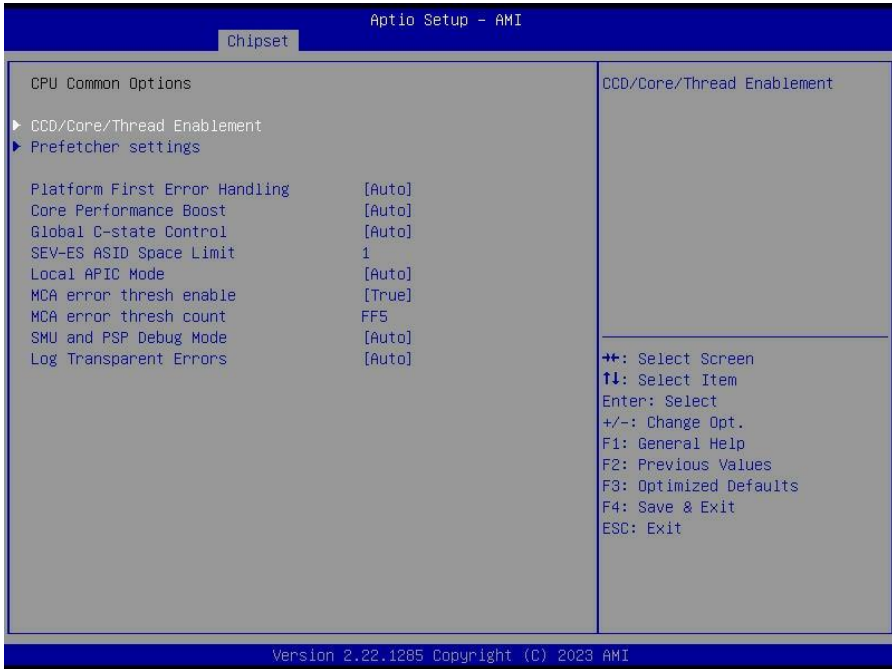 Aptio Setup – AMI
Chipset
CPU Common Options
CCD/Core/Thread Enablement
Prefetcher settings
Platform First Error Handling [Auto]
Core Performance Boost [Auto]
Global C-state Control [Auto]
SEV-ES ASID Space Limit 1
Local APIC Mode [Auto]
MCA error thresh enable [True]
MCA error thresh count FF5
SMU and PSP Debug Mode [Auto]
Log Transparent Errors [Auto]
CCD/Core/Thread Enablement
→←: Select Screen
↑↓: Select Item
Enter: Select
+/-: Change Opt.
F1: General Help
F2: Previous Values
F3: Optimized Defaults
F4: Save & Exit
ESC: Exit
Version 2.22.1285 Copyright (C) 2023 AMI